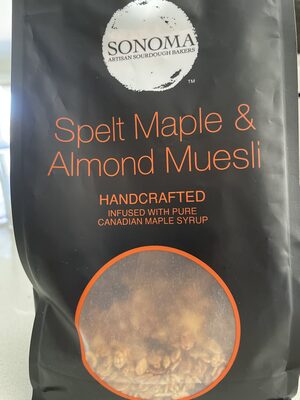 SONOMA
ARTISAN SOURDOUGH BAKERS
TM
Spelt Maple &
Almond Muesli
HANDCRAFTED
INFUSED WITH PURE
CANADIAN MAPLE SYRUP